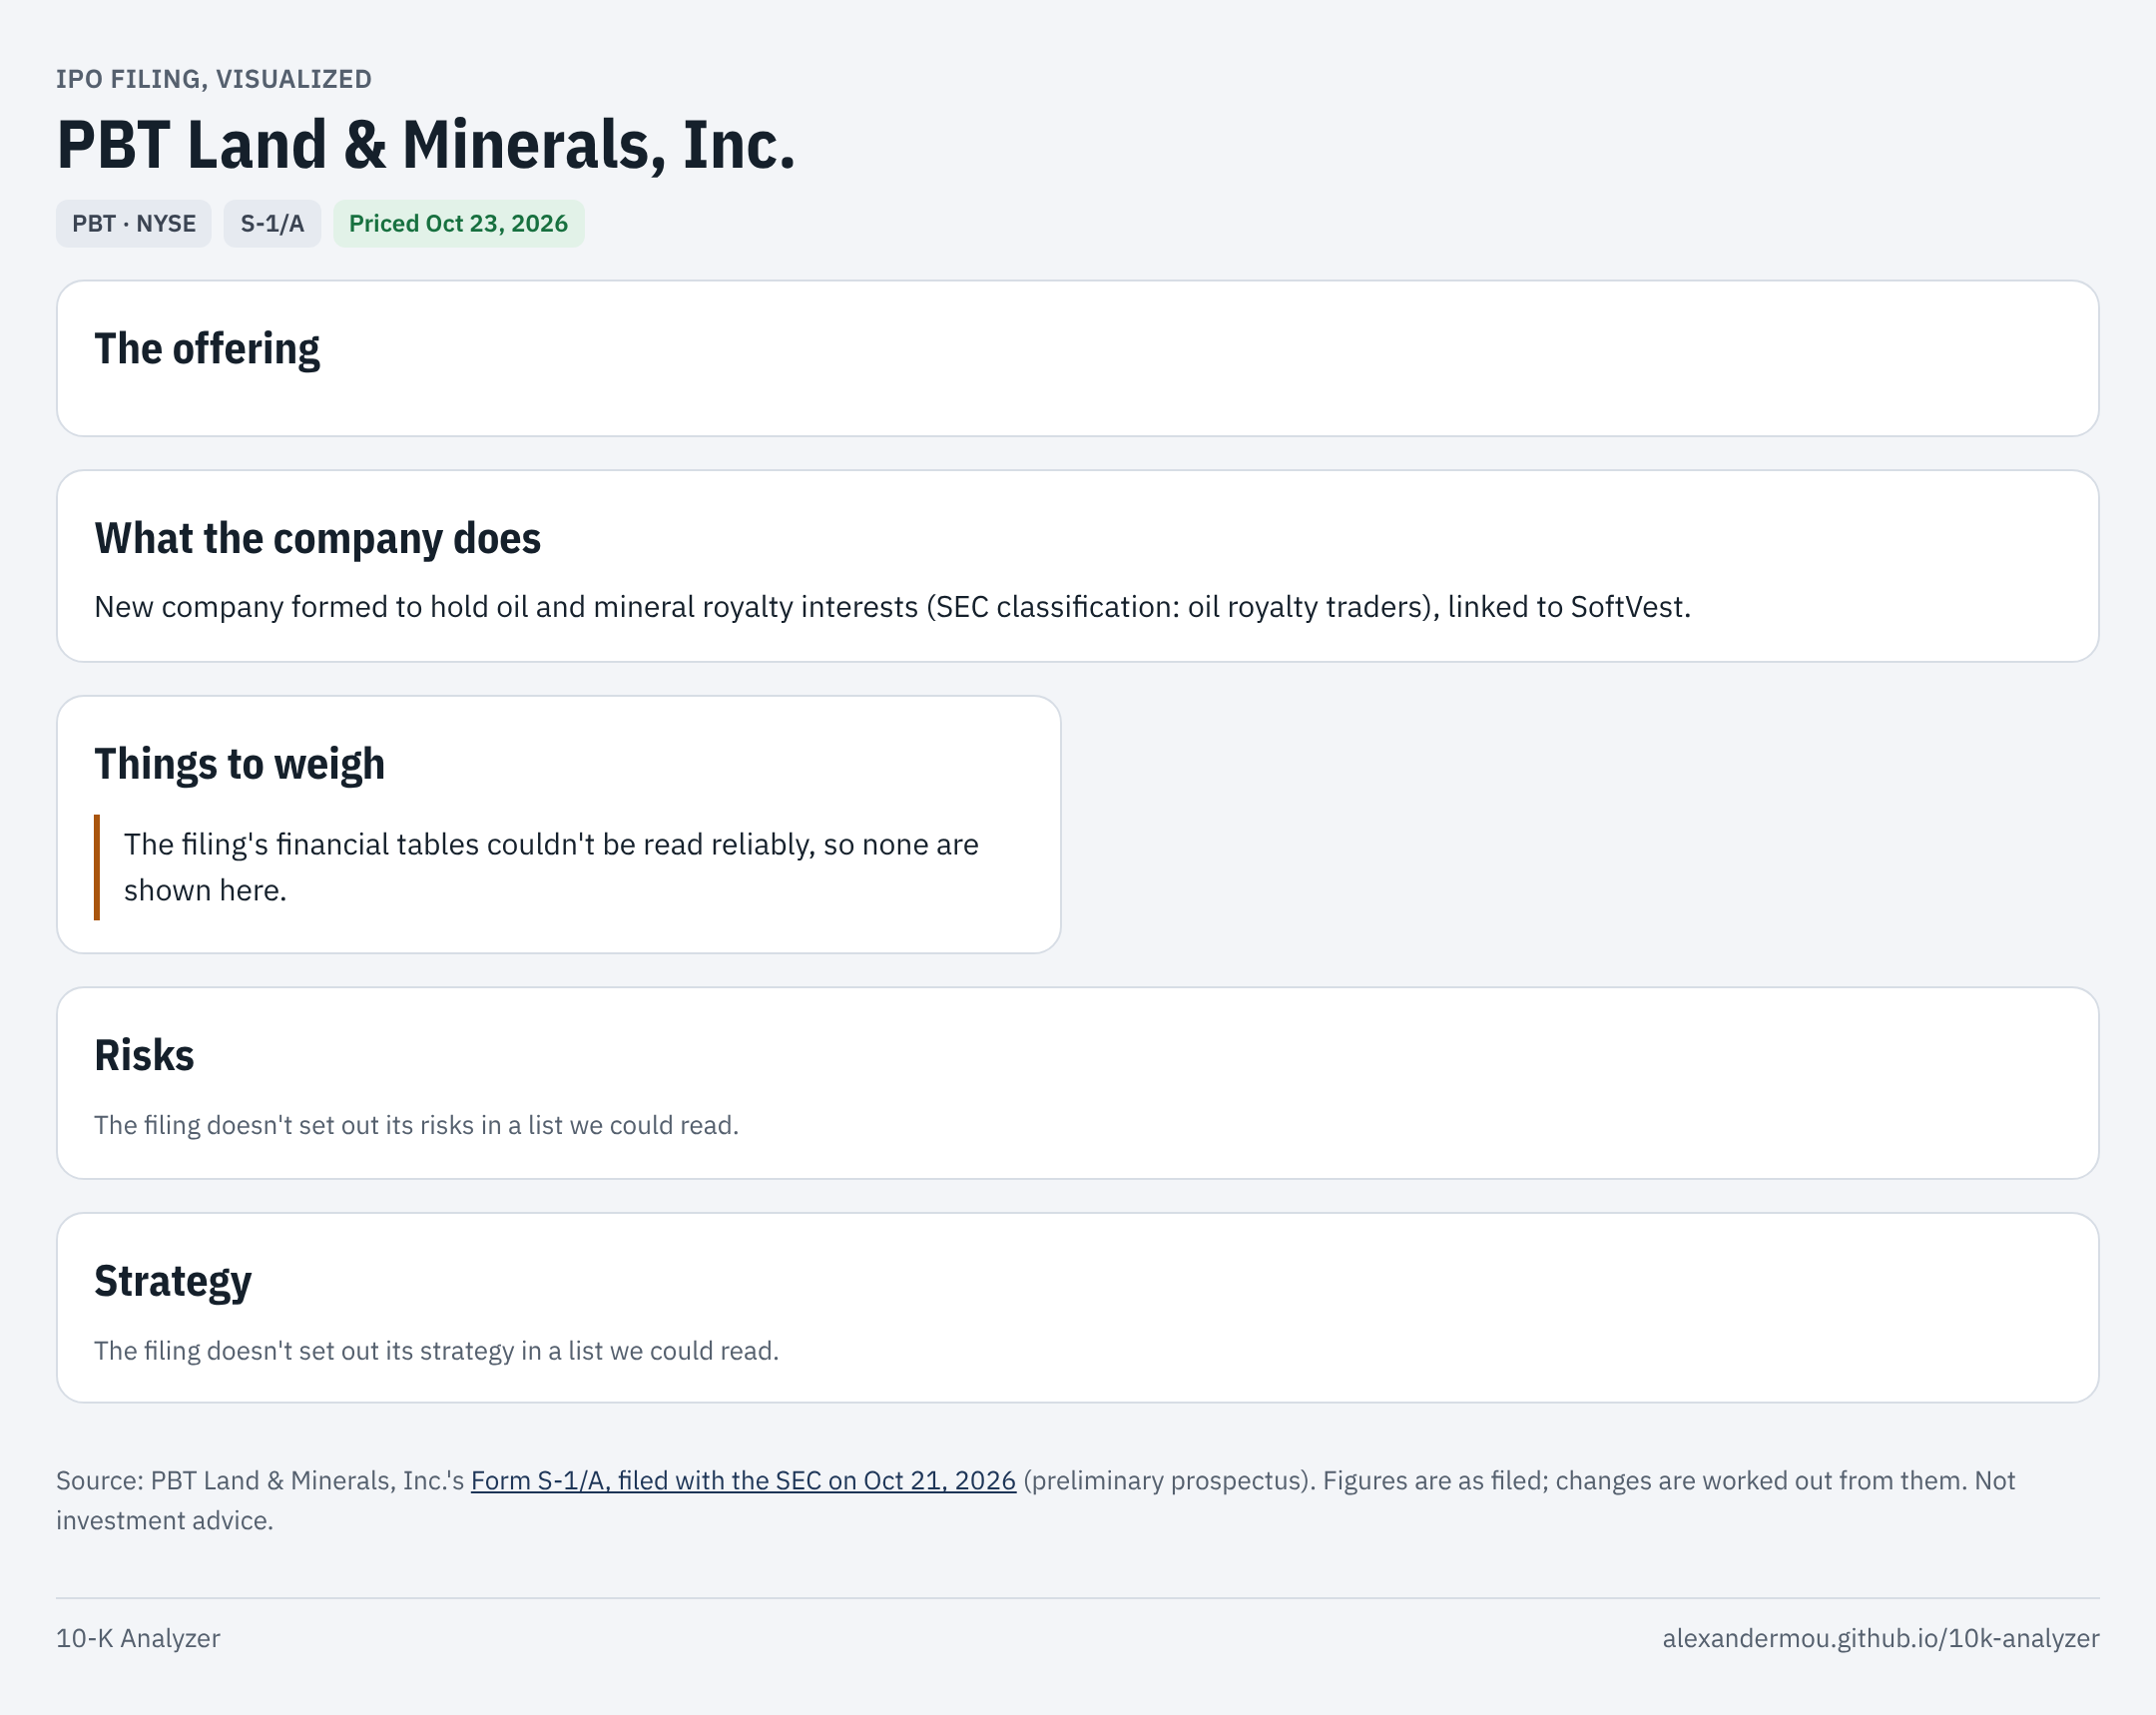 IPO FILING, VISUALIZED
PBT Land & Minerals, Inc.
PBT · NYSE
S-1/A
Priced Oct 23, 2026
The offering
What the company does
New company formed to hold oil and mineral royalty interests (SEC classification: oil royalty traders), linked to SoftVest.
Things to weigh
The filing's financial tables couldn't be read reliably, so none are
shown here.
Risks
The filing doesn't set out its risks in a list we could read.
Strategy
The filing doesn't set out its strategy in a list we could read.
Source: PBT Land & Minerals, Inc.'s Form S-1/A, filed with the SEC on Oct 21, 2026 (preliminary prospectus). Figures are as filed; changes are worked out from them. Not
investment advice.
10-K Analyzer
alexandermou.github.io/10k-analyzer